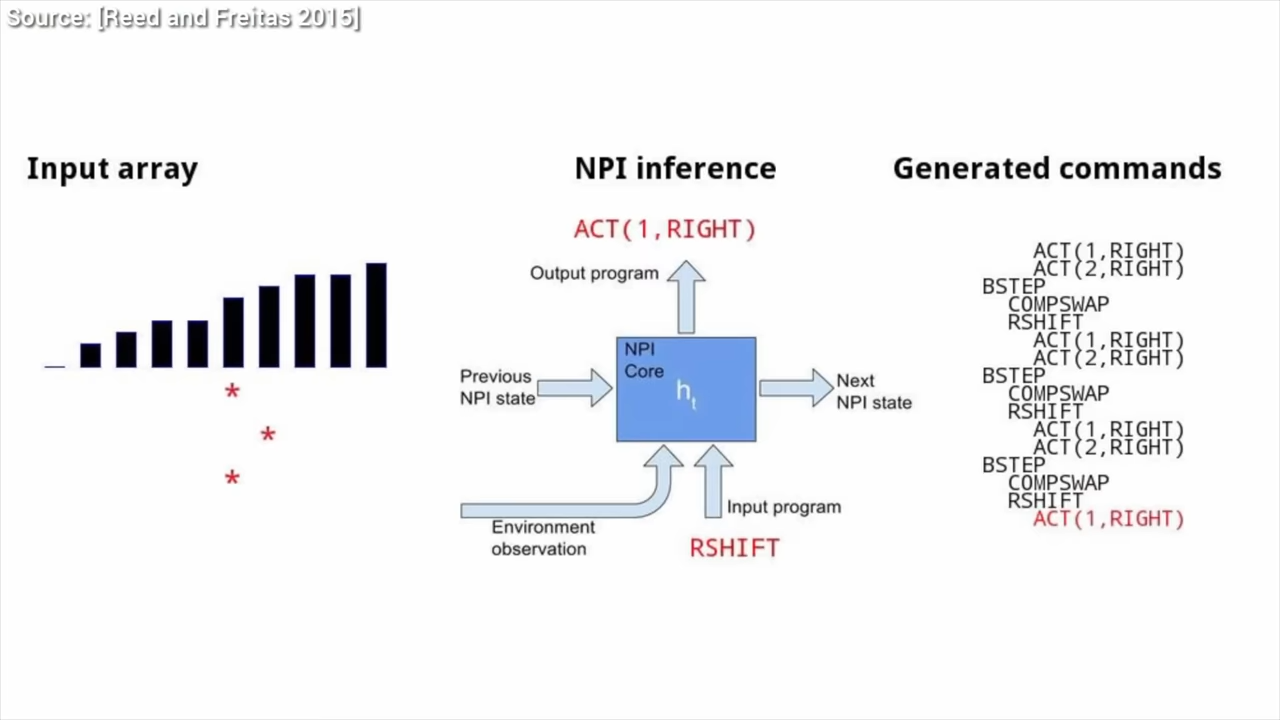 Source: [Reed and Freitas 2015]
Input array
*
*
*
NPI inference
ACT(1,RIGHT)
Output program
NPI
Core
h_t
Previous
NPI state
Next
NPI state
Environment
observation
Input program
RSHIFT
Generated commands
ACT(1,RIGHT)
ACT(2,RIGHT)
BSTEP
COMPSWAP
RSHIFT
ACT(1,RIGHT)
ACT(2,RIGHT)
BSTEP
COMPSWAP
RSHIFT
ACT(1,RIGHT)
ACT(2,RIGHT)
BSTEP
COMPSWAP
RSHIFT
ACT(1,RIGHT)